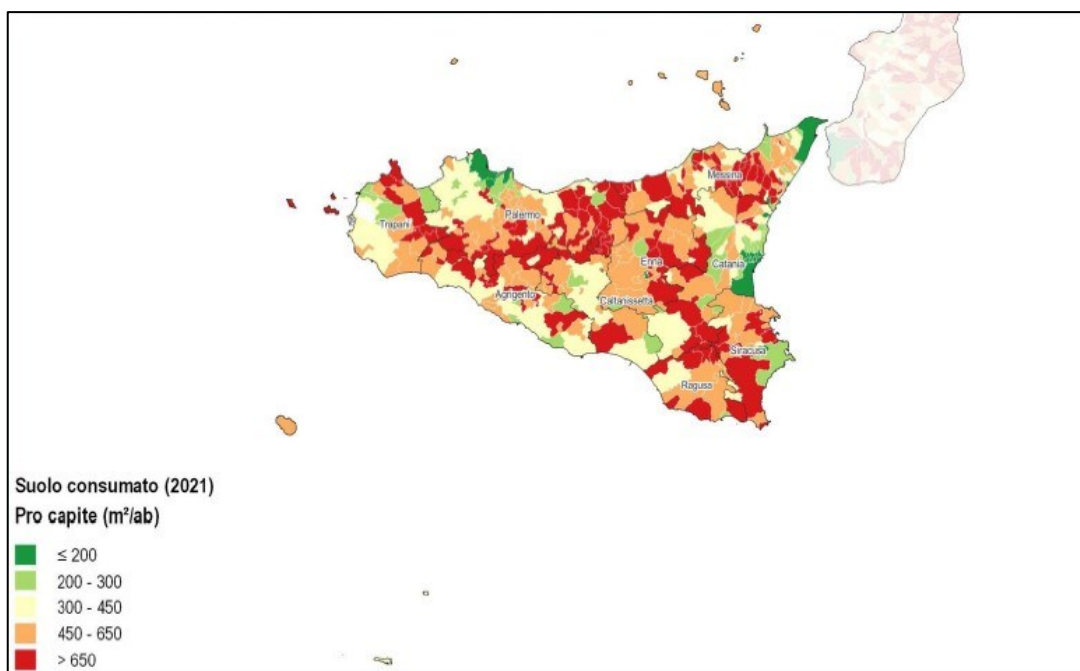 Messina
Palermo
Trapani
Enna
Catania
Agrigento
Caltanissetta
Siracusa
Ragusa
Suolo consumato (2021)
Pro capite (m²/ab)
≤ 200
200 - 300
300 - 450
450 - 650
> 650